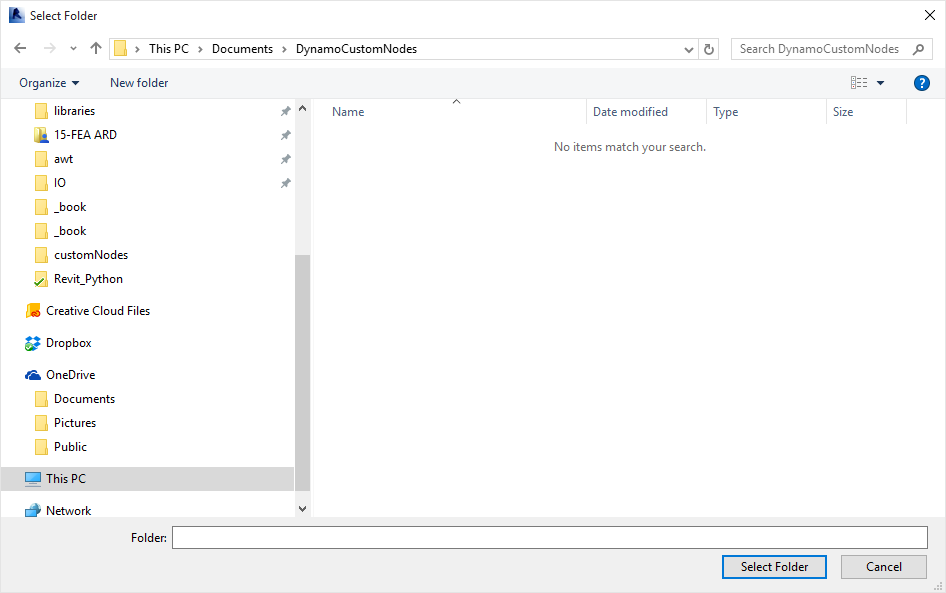 Select Folder
This PC > Documents > DynamoCustomNodes
Search DynamoCustomNodes
Organize
New folder
?
libraries
15-FEA ARD
awt
IO
_book
_book
customNodes
Revit_Python
Creative Cloud Files
Dropbox
OneDrive
Documents
Pictures
Public
This PC
Network
Name
Date modified
Type
Size
No items match your search.
Folder:
Select Folder
Cancel